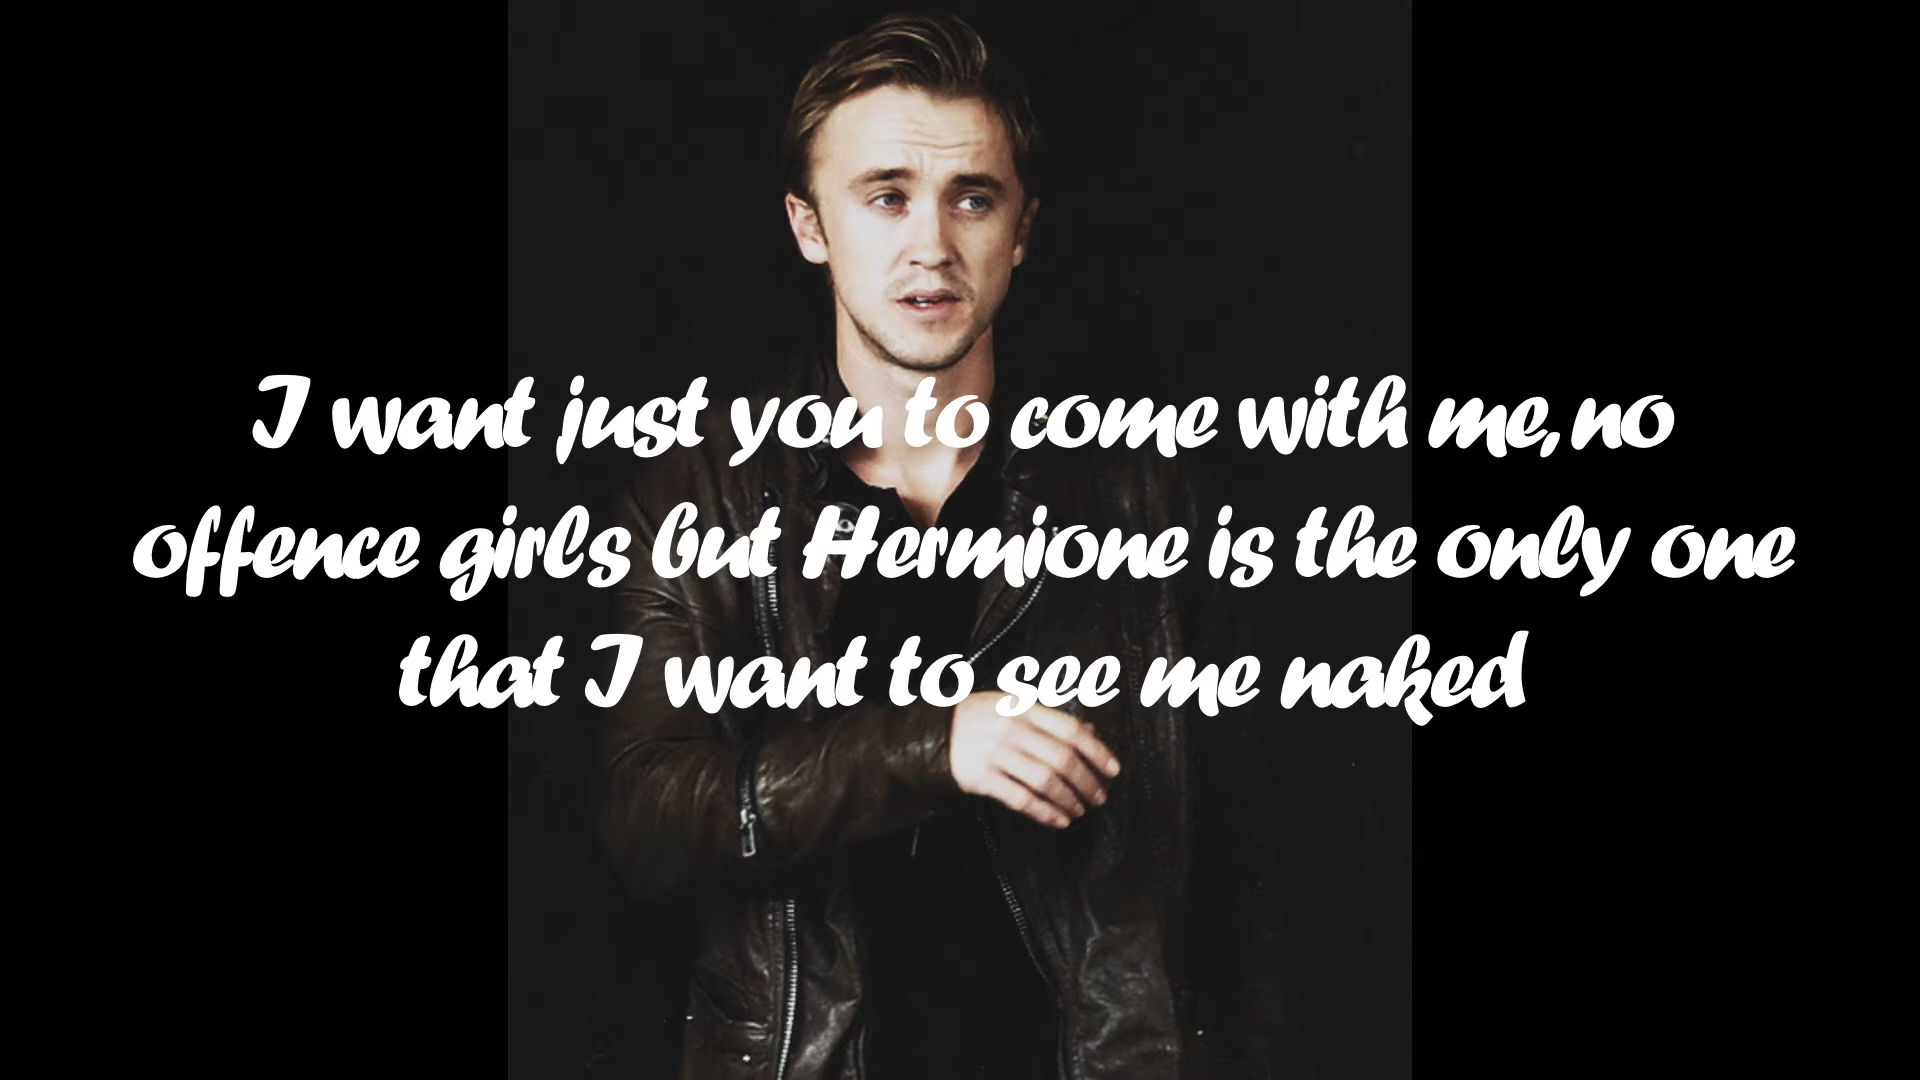 I want just you to come with me, no
offence girls but Hermione is the only one
that I want to see me naked